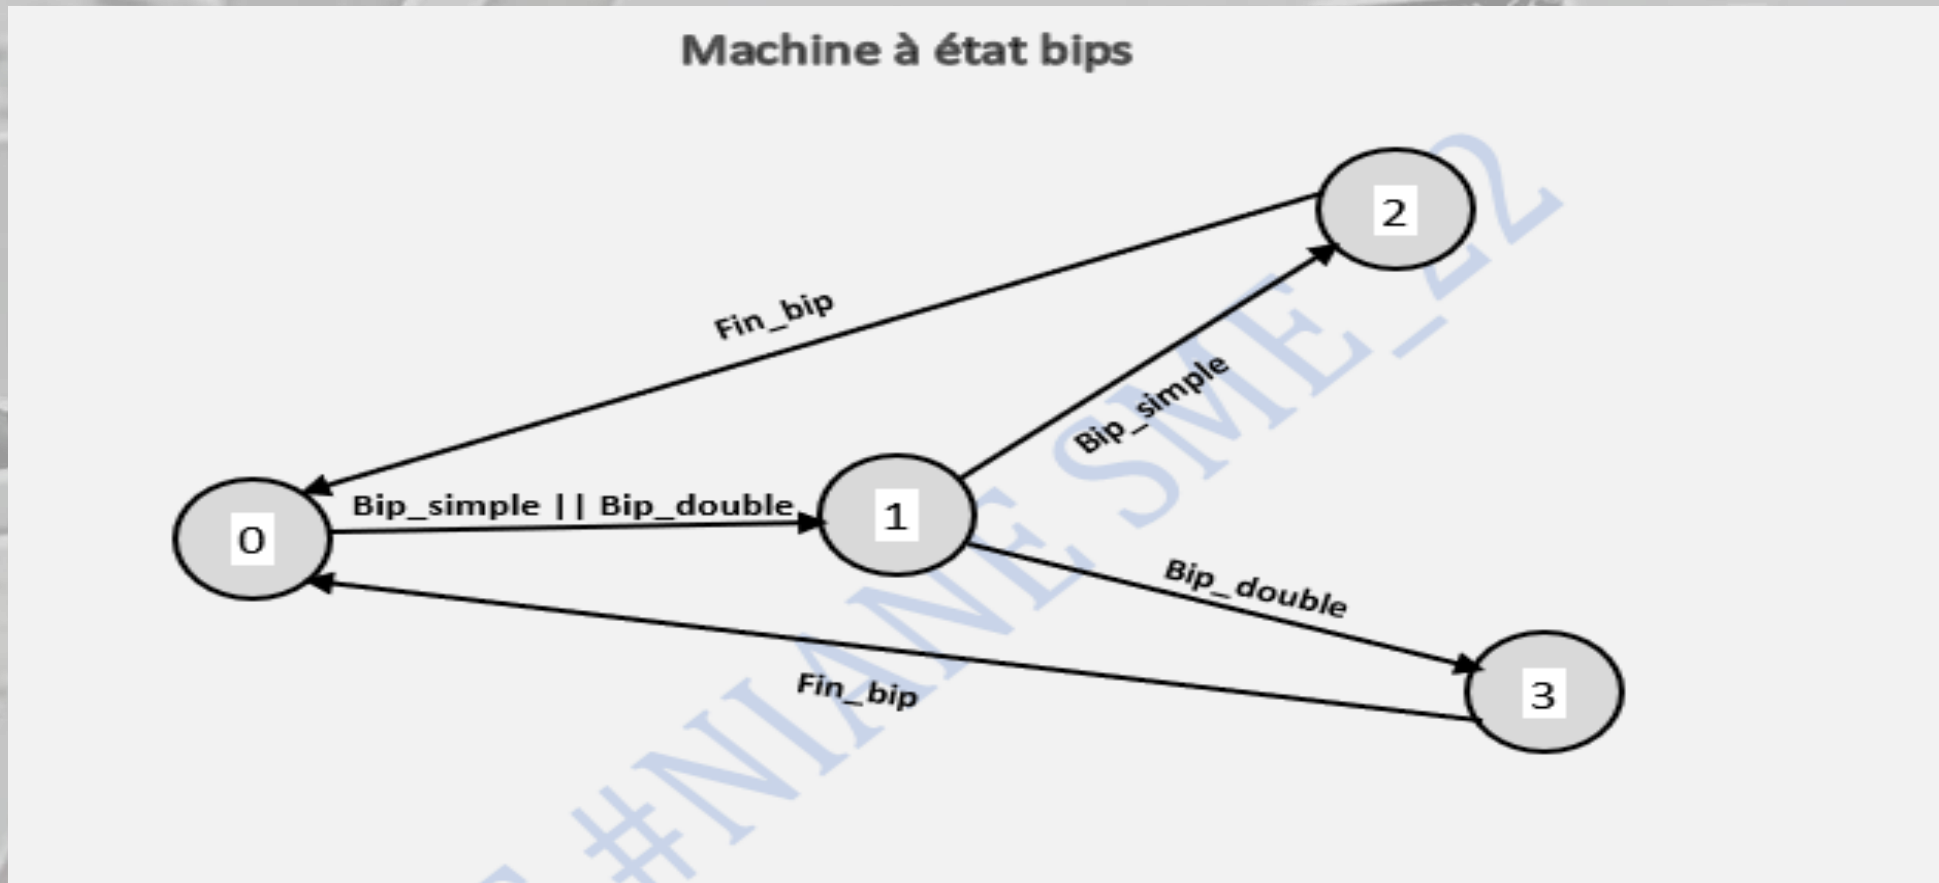 Machine à état bips
2
Fin_bip
Bip_simple
Bip_simple || Bip_double
0
1
Bip_double
3
Fin_bip
#NIANE SME_22